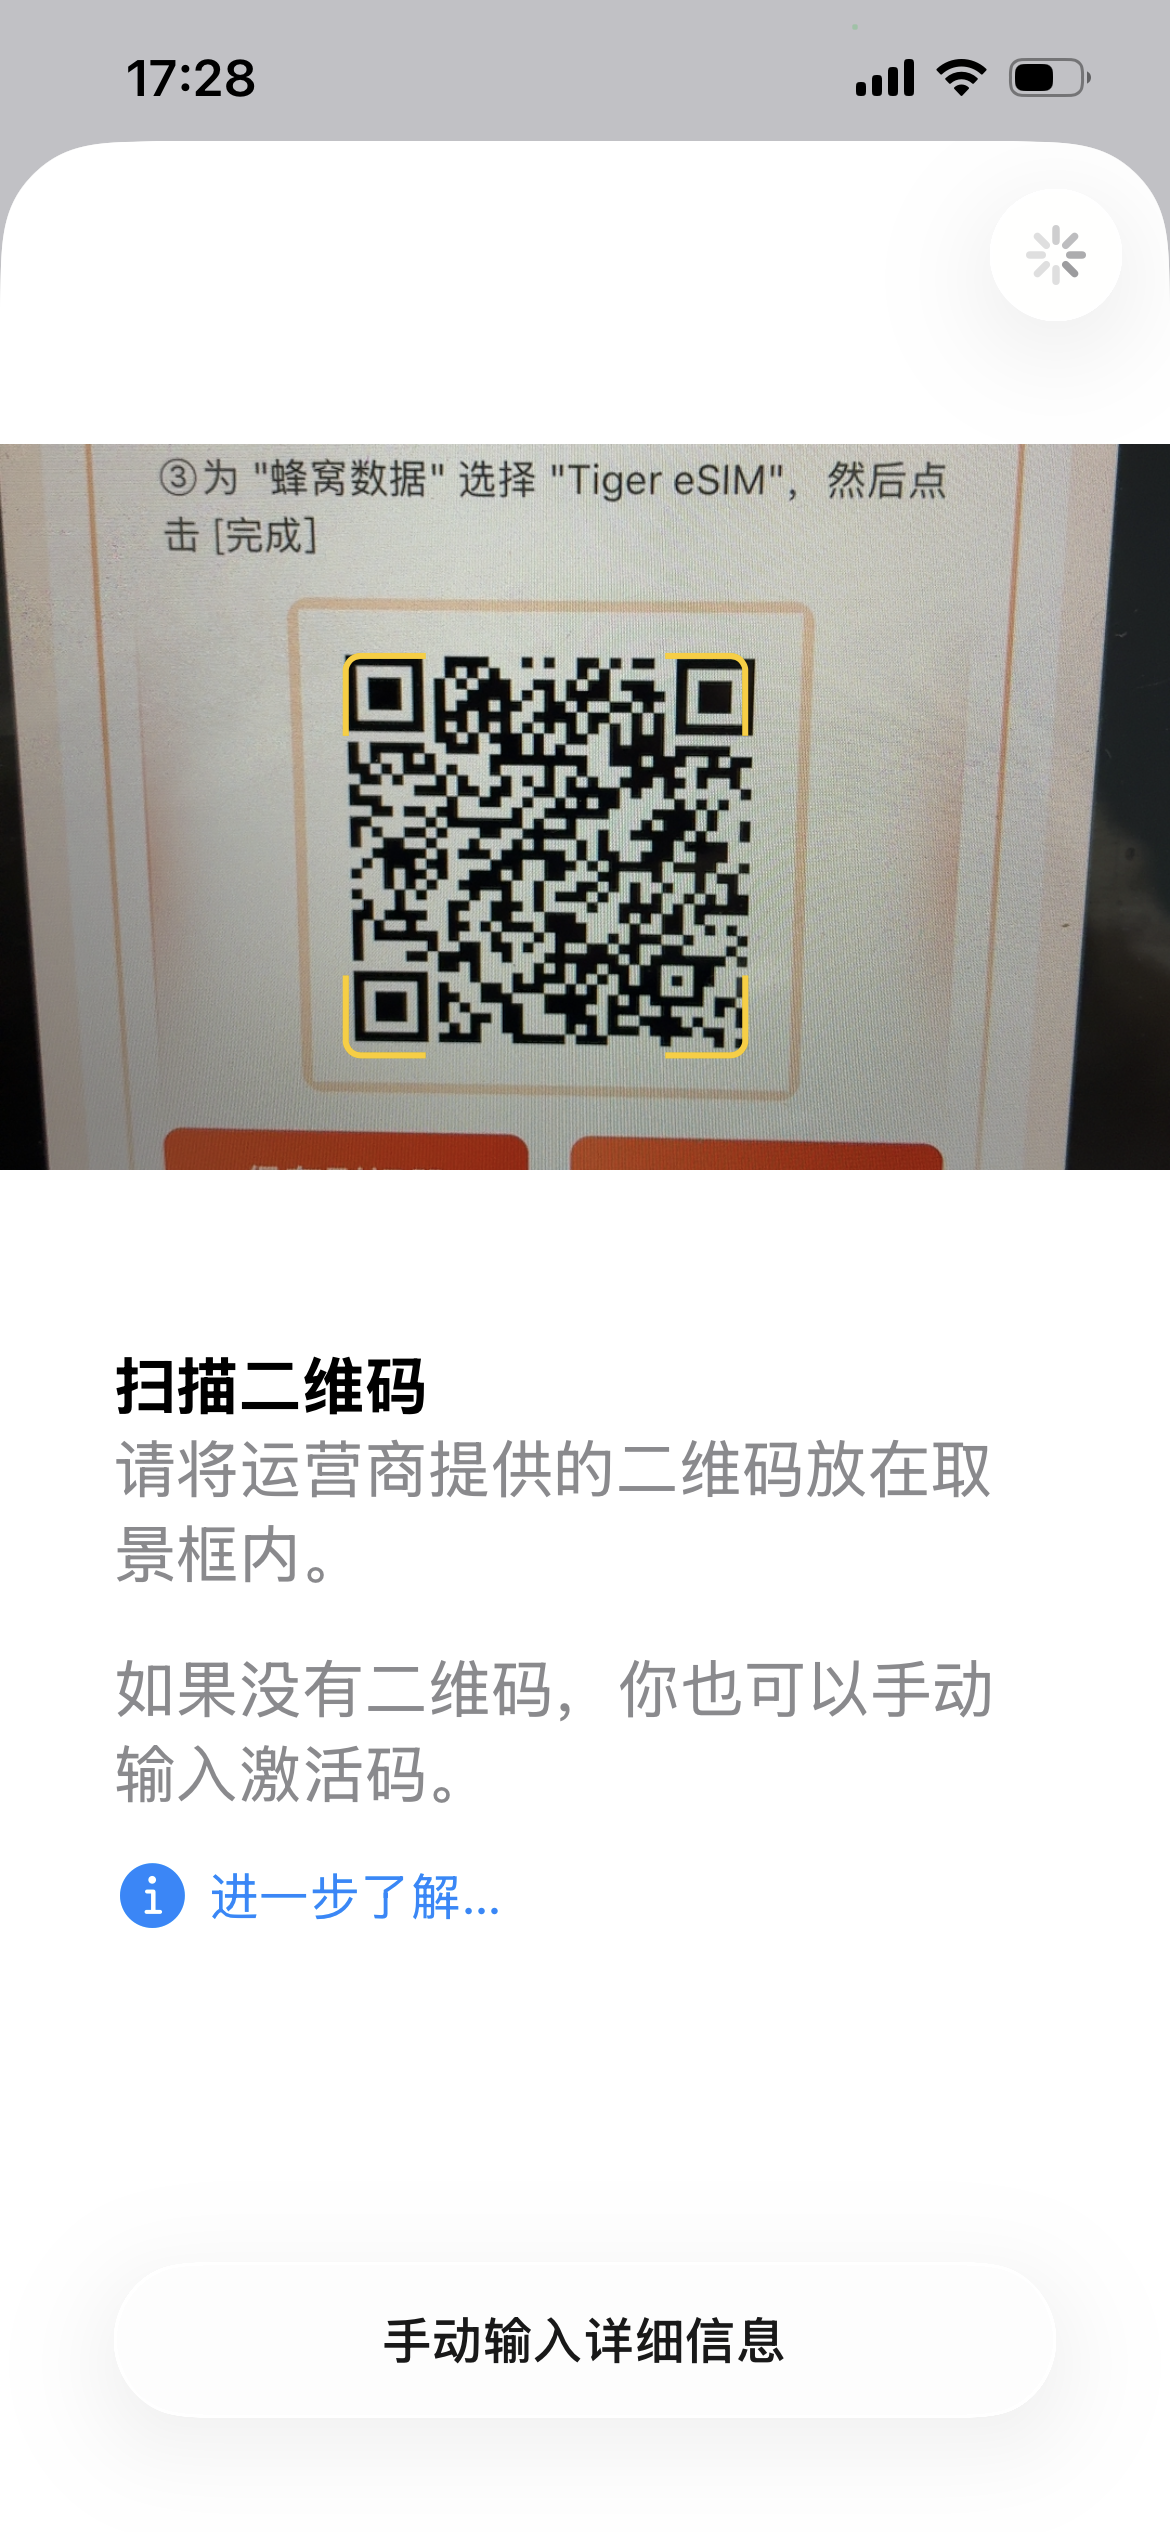 17:28
③为 "蜂窝数据" 选择 "Tiger eSIM"，然后点
击 [完成]
扫描二维码
请将运营商提供的二维码放在取
景框内。
如果没有二维码，你也可以手动
输入激活码。
进一步了解...
手动输入详细信息